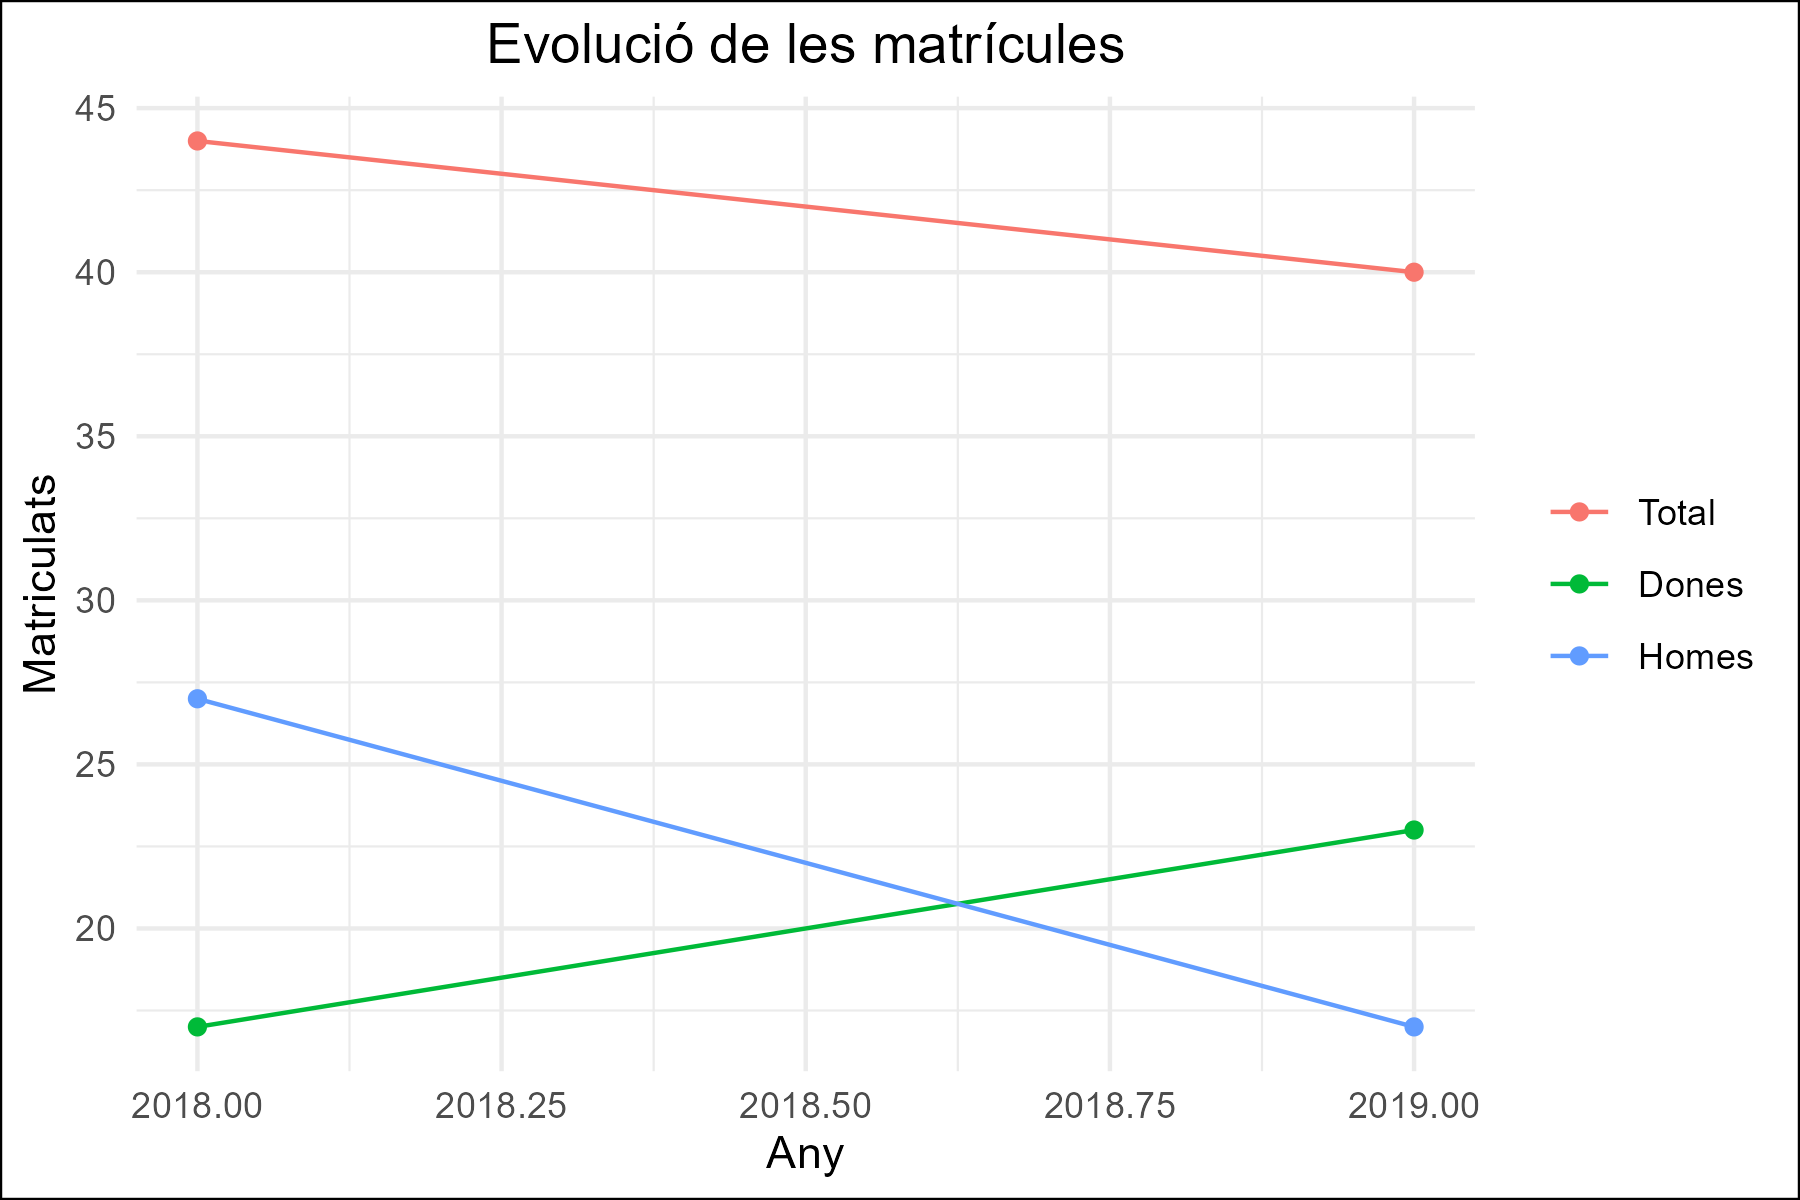 Evolució de les matrícules
Matriculats
45
40
35
30
25
20
2018.00 2018.25 2018.50 2018.75 2019.00
Any
Total
Dones
Homes